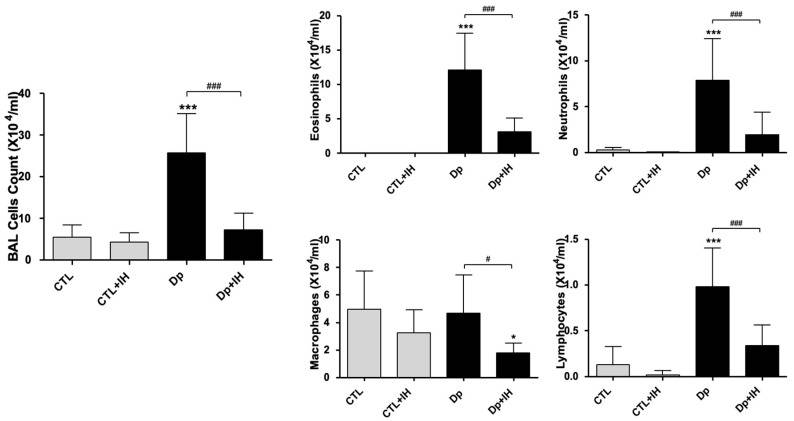 BAL Cells Count (X10⁴/ml)
40
30
20
10
0
***
###
CTL
CTL+IH
Dp
Dp+IH
Eosinophils (X10⁴/ml)
20
15
10
5
0
***
###
CTL
CTL+IH
Dp
Dp+IH
Neutrophils (X10⁴/ml)
15
10
5
0
***
###
CTL
CTL+IH
Dp
Dp+IH
Macrophages (X10⁴/ml)
10
8
6
4
2
0
#
*
CTL
CTL+IH
Dp
Dp+IH
Lymphocytes (X10⁴/ml)
1.5
1.0
0.5
0.0
***
###
CTL
CTL+IH
Dp
Dp+IH